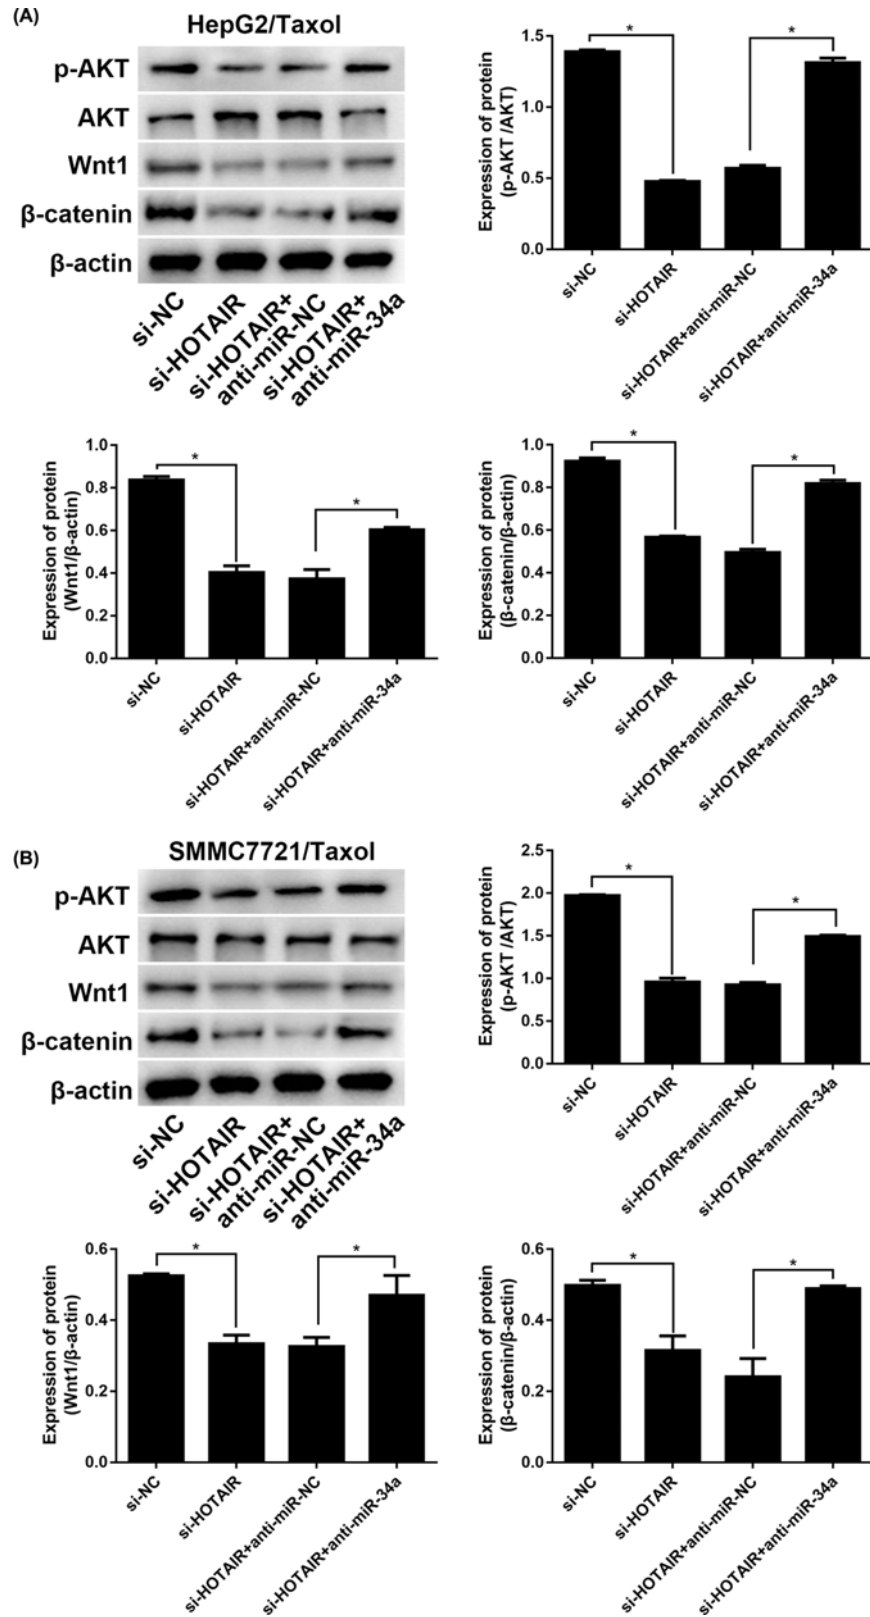 (A)
HepG2/Taxol
p-AKT
AKT
Wnt1
β-catenin
β-actin
si-NC
si-HOTAIR
si-HOTAIR+
anti-miR-NC
si-HOTAIR+
anti-miR-34a
Expression of protein
(p-AKT /AKT)
1.5
1.0
0.5
0.0
*
*
si-NC
si-HOTAIR
si-HOTAIR+anti-miR-NC
si-HOTAIR+anti-miR-34a
Expression of protein
(Wnt1/β-actin)
1.0
0.8
0.6
0.4
0.2
0.0
*
*
si-NC
si-HOTAIR
si-HOTAIR+anti-miR-NC
si-HOTAIR+anti-miR-34a
Expression of protein
(β-catenin/β-actin)
1.0
0.8
0.6
0.4
0.2
0.0
*
*
si-NC
si-HOTAIR
si-HOTAIR+anti-miR-NC
si-HOTAIR+anti-miR-34a
(B)
SMMC7721/Taxol
p-AKT
AKT
Wnt1
β-catenin
β-actin
si-NC
si-HOTAIR
si-HOTAIR+
anti-miR-NC
si-HOTAIR+
anti-miR-34a
Expression of protein
(p-AKT /AKT)
2.5
2.0
1.5
1.0
0.5
0.0
*
*
si-NC
si-HOTAIR
si-HOTAIR+anti-miR-NC
si-HOTAIR+anti-miR-34a
Expression of protein
(Wnt1/β-actin)
0.6
0.4
0.2
0.0
*
*
si-NC
si-HOTAIR
si-HOTAIR+anti-miR-NC
si-HOTAIR+anti-miR-34a
Expression of protein
(β-catenin/β-actin)
0.6
0.4
0.2
0.0
*
*
si-NC
si-HOTAIR
si-HOTAIR+anti-miR-NC
si-HOTAIR+anti-miR-34a